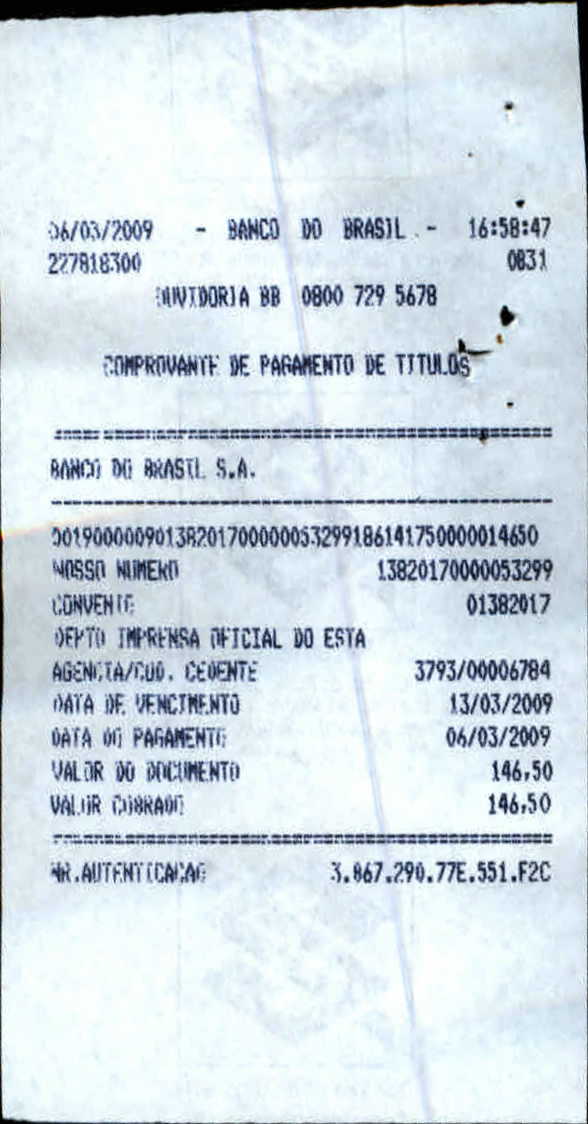 06/03/2009 - BANCO DO BRASIL - 16:58:47
227818300 0831
OUVIDORIA BB 0800 729 5678
COMPROVANTE DE PAGAMENTO DE TITULOS
BANCO DO BRASIL S.A.
00190000090138201700000053299186141750000014650
NOSSO NUMERO 13820170000053299
CONVENIO 01382017
DEPTO IMPRENSA OFICIAL DO ESTA
AGENCIA/COD. CEDENTE 3793/00006784
DATA DE VENCIMENTO 13/03/2009
DATA DO PAGAMENTO 06/03/2009
VALOR DO DOCUMENTO 146,50
VALOR COBRADO 146,50
NR.AUTENTICACAO 3.867.290.77E.551.F2C